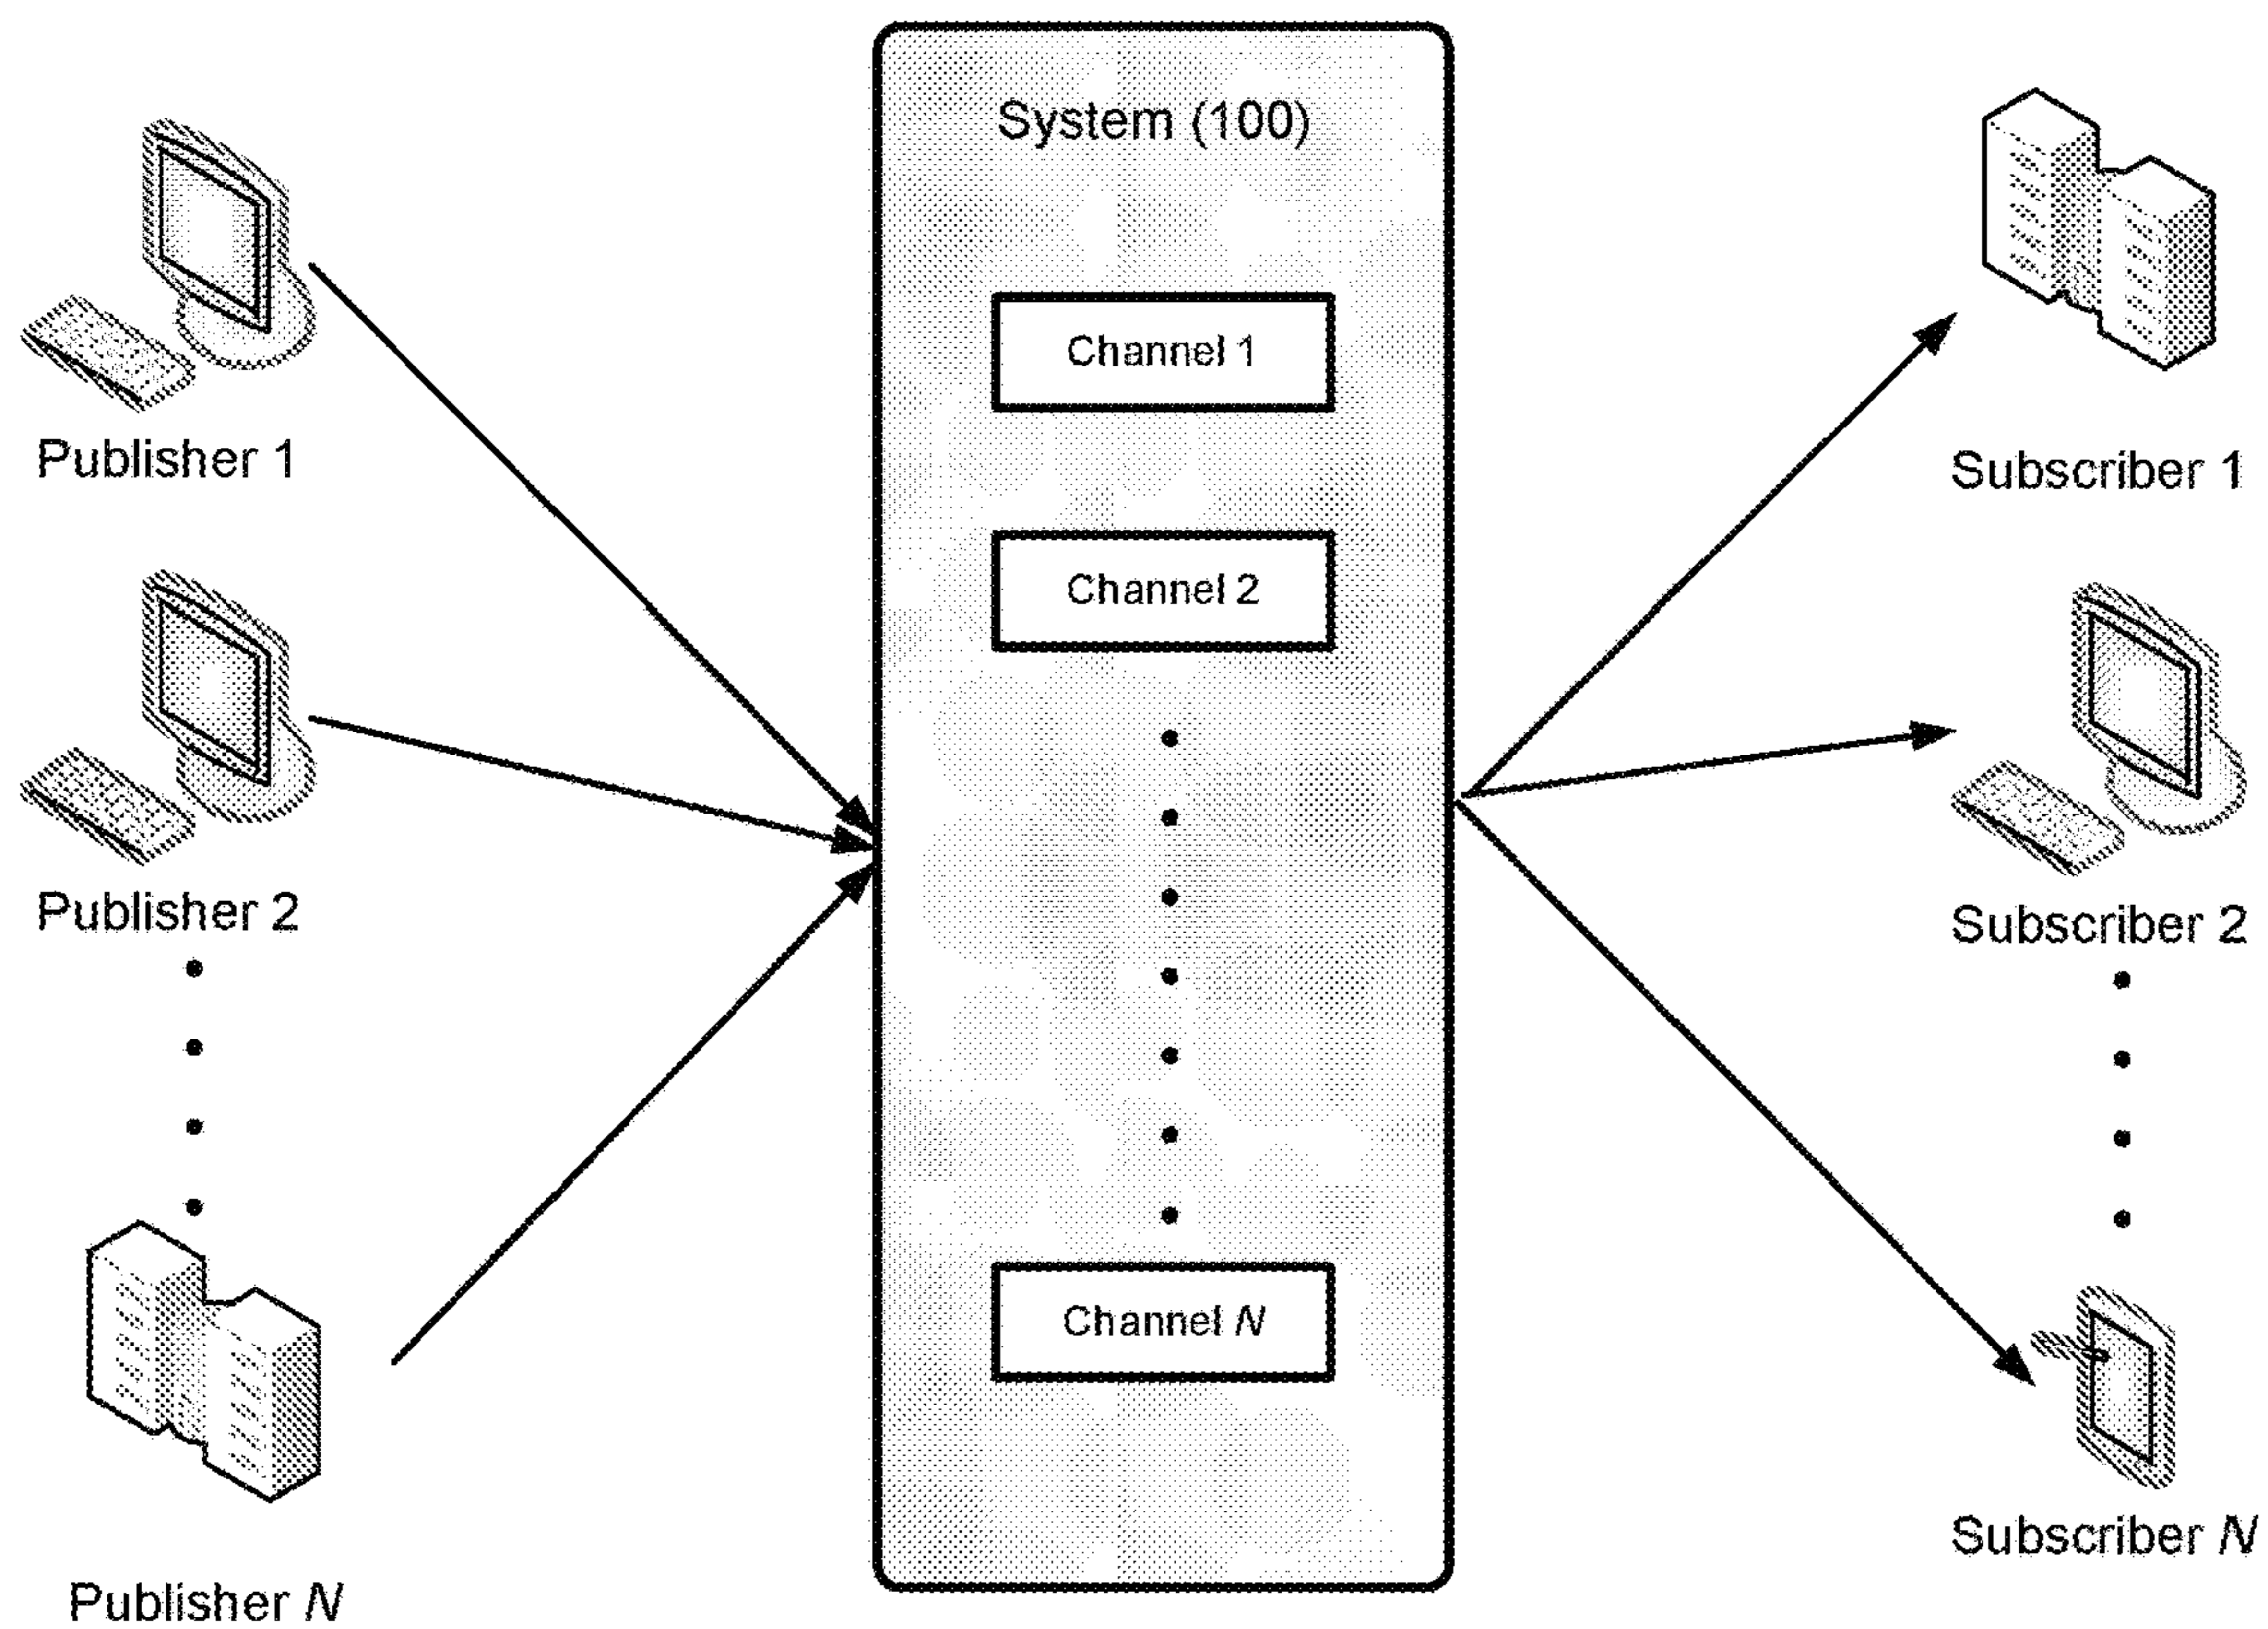 System (100)
Publisher 1
Publisher 2
Publisher N
Channel 1
Channel 2
Channel N
Subscriber 1
Subscriber 2
Subscriber N